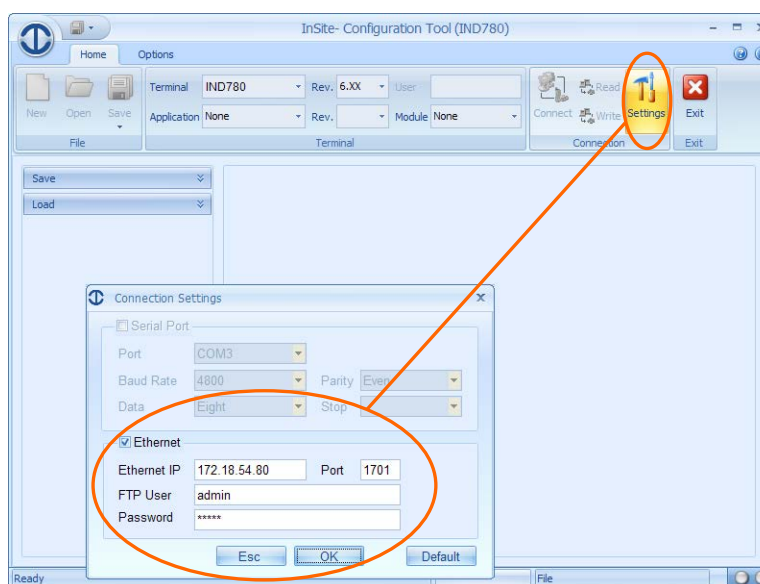 InSite- Configuration Tool (IND780)
Home Options
Terminal IND780 Rev. 6.XX User
Application None Rev. Module None
New Open Save
Connect Read Write Settings Exit
File Terminal Connection Exit
Save
Load
Connection Settings
Serial Port
Port COM3
Baud Rate 4800 Parity Even
Data Eight Stop
Ethernet
Ethernet IP 172.18.54.80 Port 1701
FTP User admin
Password *****
Esc OK Default
Ready File